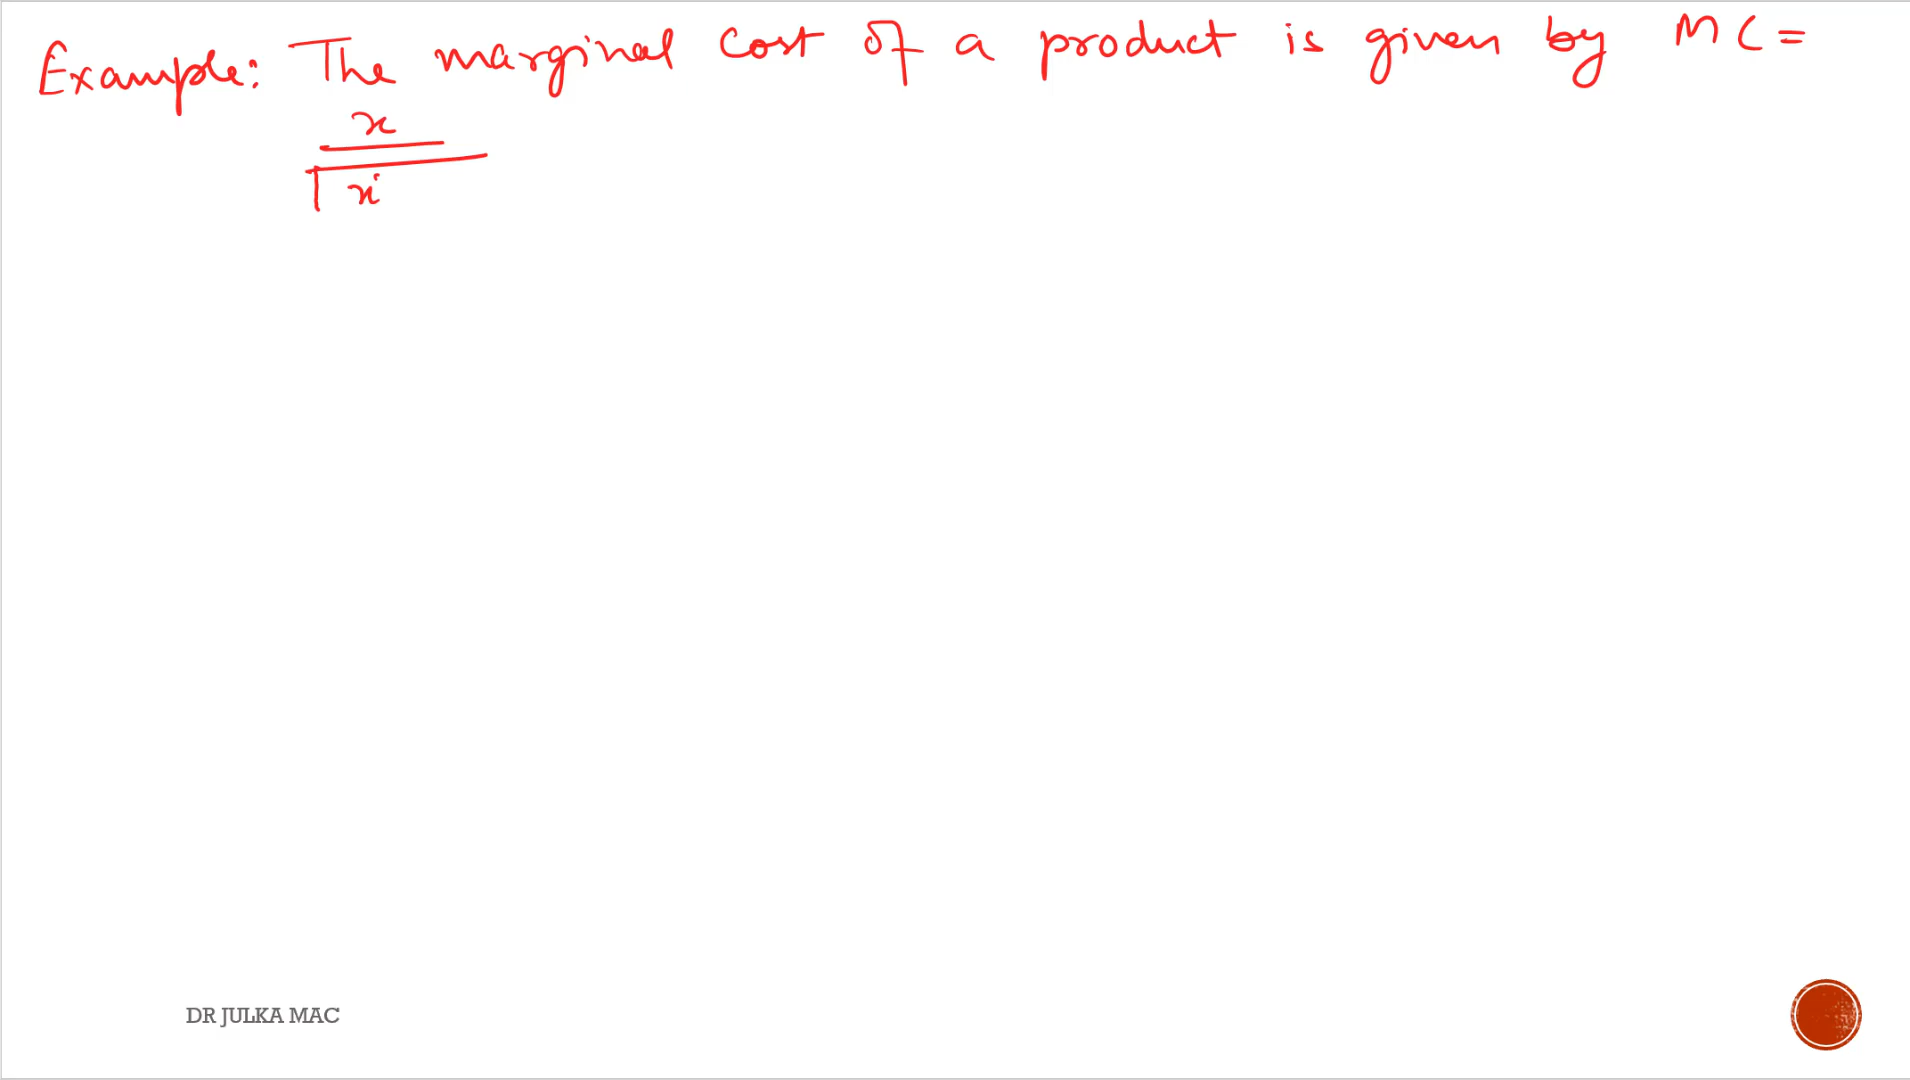 Example: The marginal cost of a product is given by MC =
x
√x
DR JULKA MAC